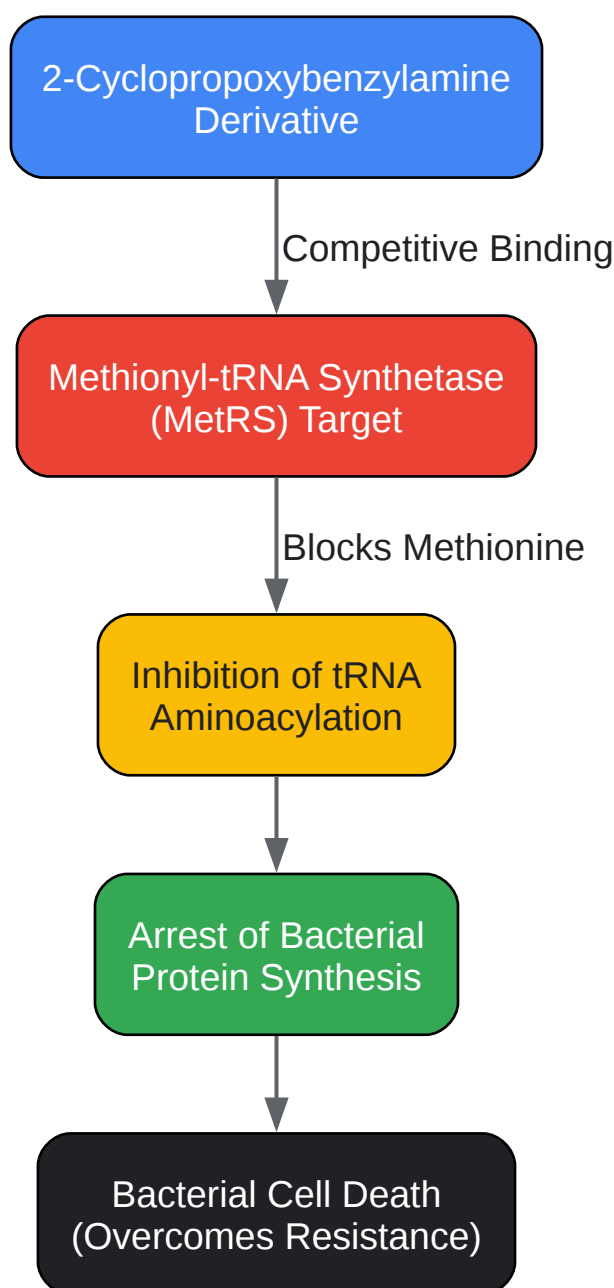 2-Cyclopropoxybenzylamine
Derivative
Competitive Binding
Methionyl-tRNA Synthetase
(MetRS) Target
Blocks Methionine
Inhibition of tRNA
Aminoacylation
Arrest of Bacterial
Protein Synthesis
Bacterial Cell Death
(Overcomes Resistance)